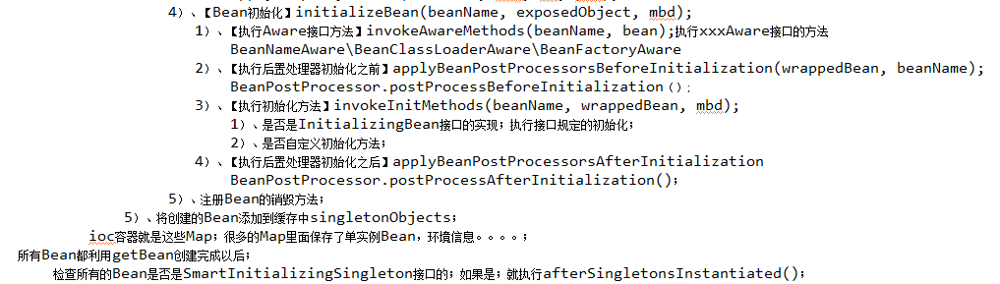 4）、【Bean初始化】initializeBean(beanName, exposedObject, mbd);
1）、【执行Aware接口方法】invokeAwareMethods(beanName, bean);执行xxxAware接口的方法
BeanNameAware\BeanClassLoaderAware\BeanFactoryAware
2）、【执行后置处理器初始化之前】applyBeanPostProcessorsBeforeInitialization(wrappedBean, beanName);
BeanPostProcessor.postProcessBeforeInitialization（）;
3）、【执行初始化方法】invokeInitMethods(beanName, wrappedBean, mbd);
1）、是否是InitializingBean接口的实现；执行接口规定的初始化；
2）、是否自定义初始化方法；
4）、【执行后置处理器初始化之后】applyBeanPostProcessorsAfterInitialization
BeanPostProcessor.postProcessAfterInitialization()；
5）、注册Bean的销毁方法；
5）、将创建的Bean添加到缓存中singletonObjects；
ioc容器就是这些Map；很多的Map里面保存了单实例Bean，环境信息。。。。；
所有Bean都利用getBean创建完成以后；
检查所有的Bean是否是SmartInitializingSingleton接口的；如果是；就执行afterSingletonsInstantiated()；